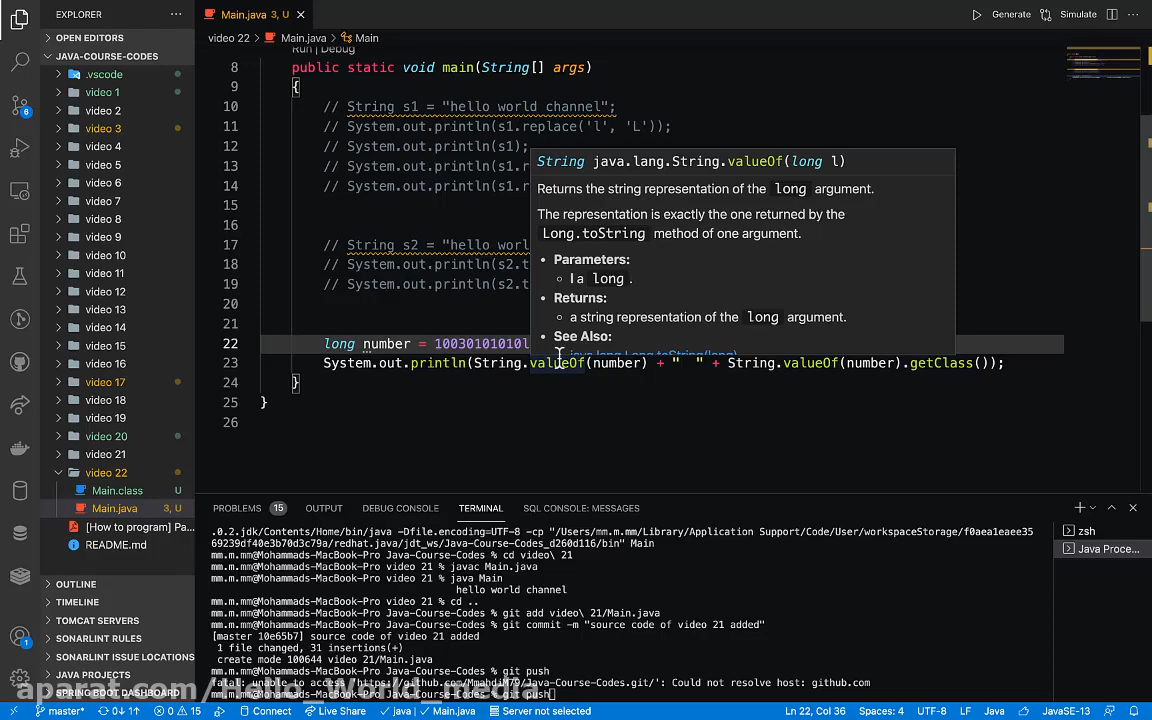 EXPLORER
OPEN EDITORS
JAVA-COURSE-CODES
.vscode
video 1
video 2
video 3
video 4
video 5
video 6
video 7
video 8
video 9
video 10
video 11
video 12
video 13
video 14
video 15
video 16
video 17
video 18
video 19
video 20
video 21
video 22
Main.class U
Main.java 3, U
[How to program] Pa...
README.md
OUTLINE
TIMELINE
TOMCAT SERVERS
SONARLINT RULES
SONARLINT ISSUE LOCATIONS
JAVA PROJECTS
SPRING BOOT DASHBOARD
6
1
Main.java 3, U
Generate Simulate
video 22 > Main.java > Main
Run | Debug
8 public static void main(String[] args)
9 {
10 // String s1 = "hello world channel";
11 // System.out.println(s1.replace('l', 'L'));
12 // System.out.println(s1);
13 // System.out.println(s1.r
14 // System.out.println(s1.r
15
16
17 // String s2 = "hello worl
18 // System.out.println(s2.t
19 // System.out.println(s2.t
20
21
22 long number = 10030101010l
23 System.out.println(String.valueOf(number) + "  " + String.valueOf(number).getClass());
24 }
25 }
26
String java.lang.String.valueOf(long l)
Returns the string representation of the long argument.
The representation is exactly the one returned by the
Long.toString method of one argument.
Parameters:
l a long .
Returns:
a string representation of the long argument.
See Also:
java.lang.Long.toString(long)
PROBLEMS 15 OUTPUT DEBUG CONSOLE TERMINAL SQL CONSOLE: MESSAGES
.0.2.jdk/Contents/Home/bin/java -Dfile.encoding=UTF-8 -cp "/Users/mm.m.mm/Library/Application Support/Code/User/workspaceStorage/f0aea1eaee35
69239df40e3b70d3c79a/redhat.java/jdt_ws/Java-Course-Codes_d260d116/bin" Main
mm.m.mm@Mohammads-MacBook-Pro Java-Course-Codes % cd video\ 21
mm.m.mm@Mohammads-MacBook-Pro video 21 % javac Main.java
mm.m.mm@Mohammads-MacBook-Pro video 21 % java Main
hello world channel
mm.m.mm@Mohammads-MacBook-Pro video 21 % cd ..
mm.m.mm@Mohammads-MacBook-Pro Java-Course-Codes % git add video\ 21/Main.java
mm.m.mm@Mohammads-MacBook-Pro Java-Course-Codes % git commit -m "source code of video 21 added"
[master 10e65b7] source code of video 21 added
1 file changed, 31 insertions(+)
create mode 100644 video 21/Main.java
mm.m.mm@Mohammads-MacBook-Pro Java-Course-Codes % git push
fatal: unable to access 'https://github.com/Mmahdim79/Java-Course-Codes.git/': Could not resolve host: github.com
mm.m.mm@Mohammads-MacBook-Pro Java-Course-Codes % git push
zsh
Java Proce...
aparat.com/Hello_World_media
master* 0↓ 1↑ 0 15 Connect Live Share java | Main.java Server not selected Ln 22, Col 36 Spaces: 4 UTF-8 LF Java JavaSE-13